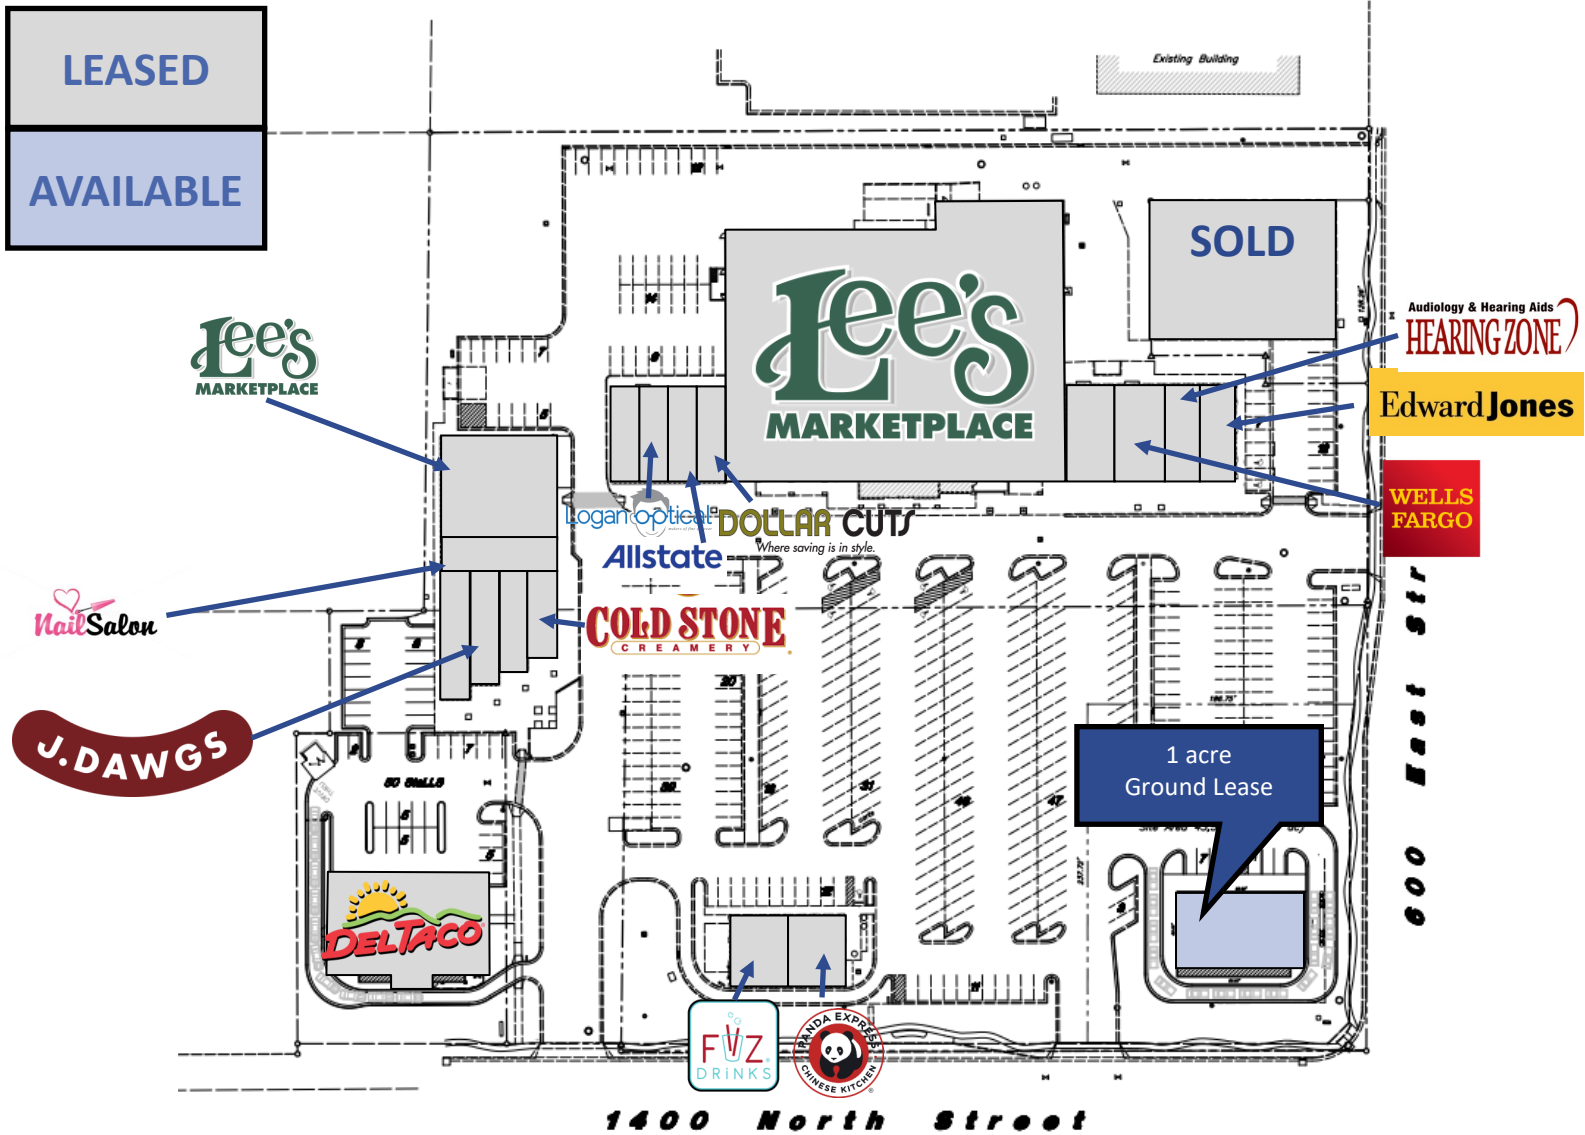 LEASED
AVAILABLE
Existing Building
SOLD
Lee's
MARKETPLACE
Lee's
MARKETPLACE
Audiology & Hearing Aids
HEARING ZONE
Edward Jones
WELLS
FARGO
Logan optical
DOLLAR CUTS
Where saving is in style.
Allstate
NailSalon
COLD STONE
CREAMERY
J.DAWGS
50 STALLS
1 acre
Ground Lease
DEL TACO
FiiZ
DRiNKS
PANDA EXPRESS
CHINESE KITCHEN
600 East Str
1400 North Street